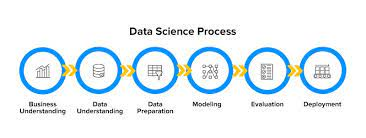 Data Science Process
Business
Understanding
Data
Understanding
Data
Preparation
Modeling
Evaluation
Deployment